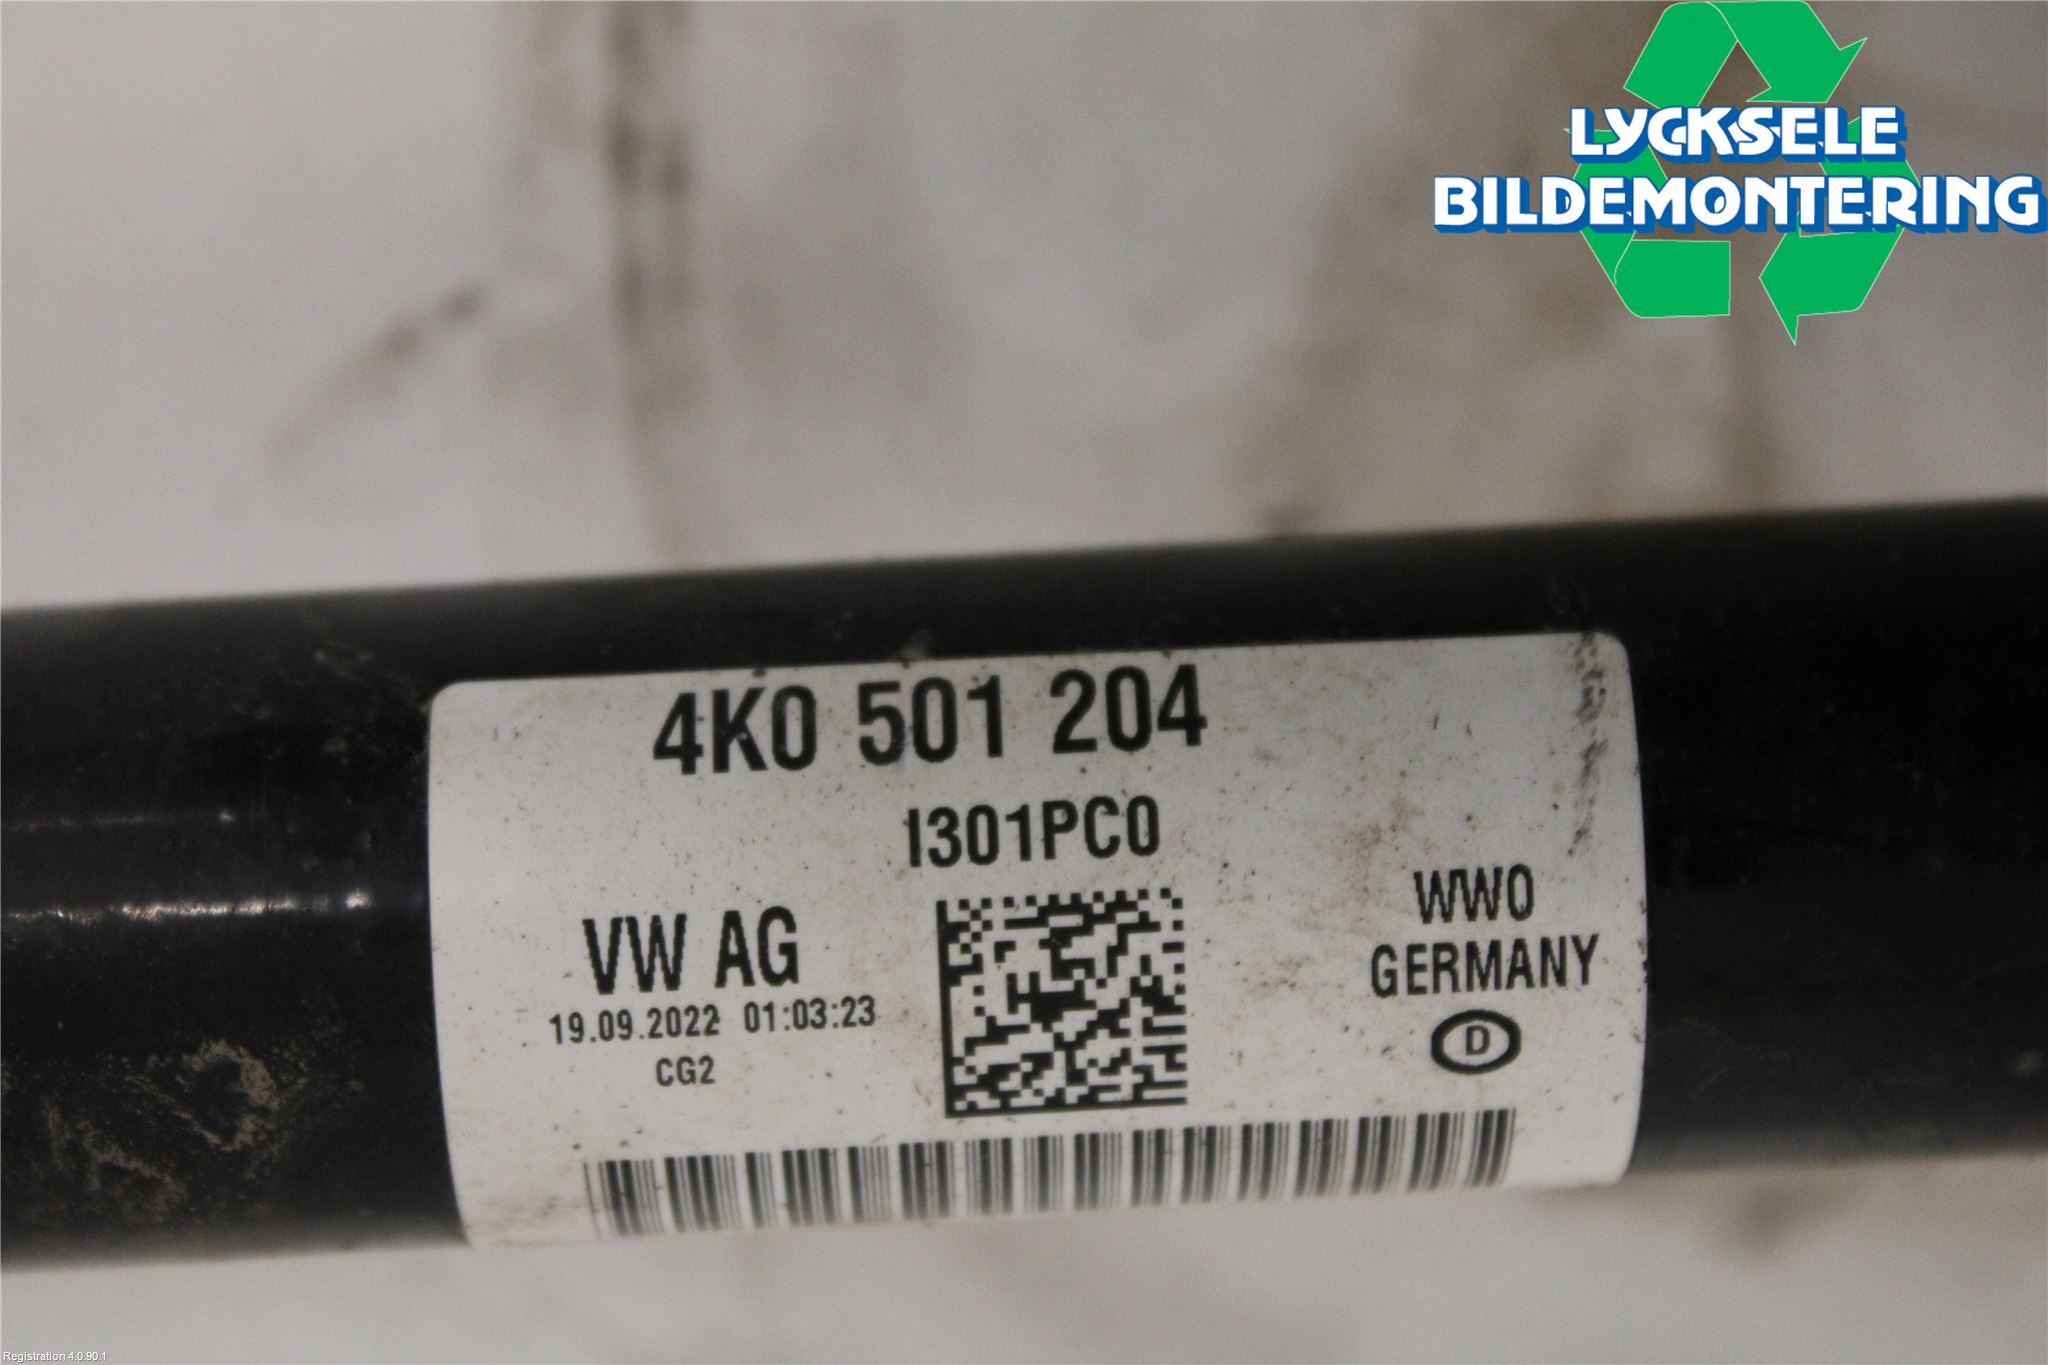 LYCKSELE
BILDEMONTERING
4K0 501 204
I301PC0
VW AG
19.09.2022 01:03:23
CG2
WWO
GERMANY
D
Registration 4.0.90.1